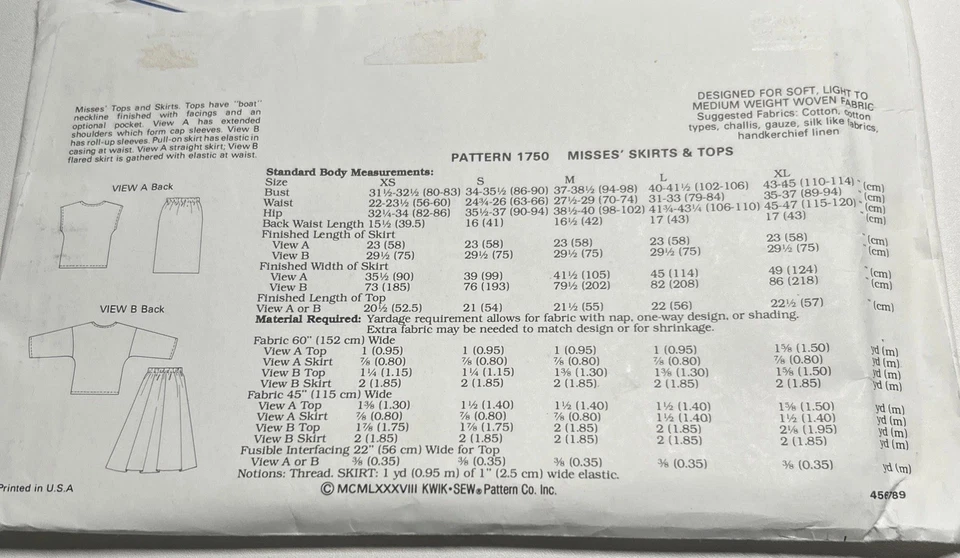 Misses' Tops and Skirts. Tops have "boat"
neckline finished with facings and an
optional pocket. View A has extended
shoulders which form cap sleeves. View B
has roll-up sleeves. Pull-on skirt has elastic in
casing at waist. View A straight skirt; View B
flared skirt is gathered with elastic at waist.
DESIGNED FOR SOFT, LIGHT TO
MEDIUM WEIGHT WOVEN FABRIC
Suggested Fabrics: Cotton, cotton
types, challis, gauze, silk like fabrics,
handkerchief linen
VIEW A Back
VIEW B Back
PATTERN 1750 MISSES' SKIRTS & TOPS
Standard Body Measurements:
Size XS S M L XL
Bust 31½-32½ (80-83) 34-35½ (86-90) 37-38½ (94-98) 40-41½ (102-106) 43-45 (110-114) " (cm)
Waist 22-23½ (56-60) 24¾-26 (63-66) 27½-29 (70-74) 31-33 (79-84) 35-37 (89-94) " (cm)
Hip 32¼-34 (82-86) 35½-37 (90-94) 38½-40 (98-102) 41¾-43¼ (106-110) 45-47 (115-120) " (cm)
Back Waist Length 15½ (39.5) 16 (41) 16½ (42) 17 (43) 17 (43) " (cm)
Finished Length of Skirt
View A 23 (58) 23 (58) 23 (58) 23 (58) 23 (58) " (cm)
View B 29½ (75) 29½ (75) 29½ (75) 29½ (75) 29½ (75) " (cm)
Finished Width of Skirt
View A 35½ (90) 39 (99) 41½ (105) 45 (114) 49 (124) " (cm)
View B 73 (185) 76 (193) 79½ (202) 82 (208) 86 (218) " (cm)
Finished Length of Top
View A or B 20½ (52.5) 21 (54) 21½ (55) 22 (56) 22½ (57) " (cm)
Material Required: Yardage requirement allows for fabric with nap, one-way design, or shading.
Extra fabric may be needed to match design or for shrinkage.
Fabric 60" (152 cm) Wide
View A Top 1 (0.95) 1 (0.95) 1 (0.95) 1 (0.95) 1⅝ (1.50) yd (m)
View A Skirt ⅞ (0.80) ⅞ (0.80) ⅞ (0.80) ⅞ (0.80) ⅞ (0.80) yd (m)
View B Top 1¼ (1.15) 1¼ (1.15) 1⅜ (1.30) 1⅜ (1.30) 1⅝ (1.50) yd (m)
View B Skirt 2 (1.85) 2 (1.85) 2 (1.85) 2 (1.85) 2 (1.85) yd (m)
Fabric 45" (115 cm) Wide
View A Top 1⅜ (1.30) 1½ (1.40) 1½ (1.40) 1½ (1.40) 1⅝ (1.50) yd (m)
View A Skirt ⅞ (0.80) ⅞ (0.80) ⅞ (0.80) 1½ (1.40) 1½ (1.40) yd (m)
View B Top 1⅞ (1.75) 1⅞ (1.75) 2 (1.85) 2 (1.85) 2⅛ (1.95) yd (m)
View B Skirt 2 (1.85) 2 (1.85) 2 (1.85) 2 (1.85) 2 (1.85) yd (m)
Fusible Interfacing 22" (56 cm) Wide for Top
View A or B ⅜ (0.35) ⅜ (0.35) ⅜ (0.35) ⅜ (0.35) ⅜ (0.35) yd (m)
Notions: Thread. SKIRT: 1 yd (0.95 m) of 1" (2.5 cm) wide elastic.
© MCMLXXXVIII KWIK•SEW® Pattern Co. Inc.
Printed in U.S.A